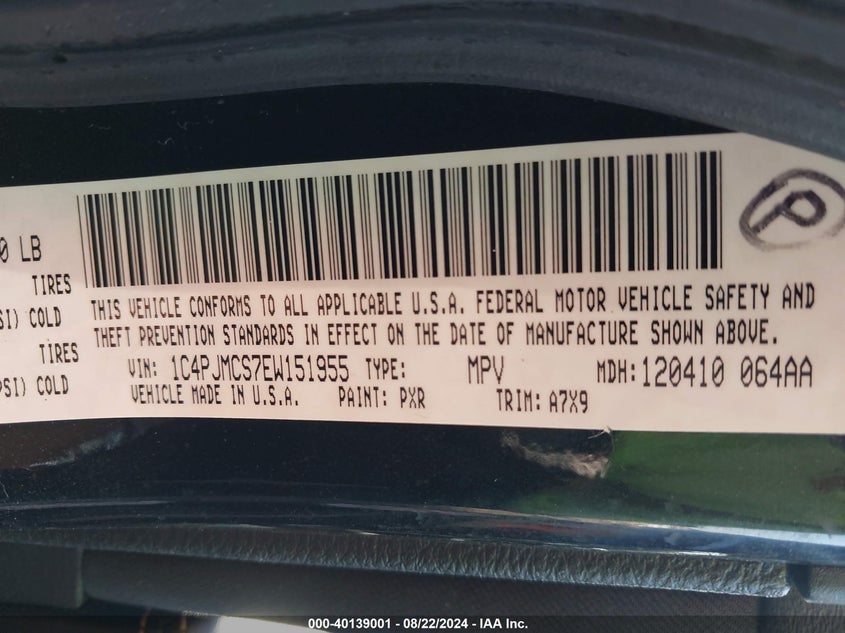 0 LB
TIRES
SI) COLD
TIRES
PSI) COLD
THIS VEHICLE CONFORMS TO ALL APPLICABLE U.S.A. FEDERAL MOTOR VEHICLE SAFETY AND
THEFT PREVENTION STANDARDS IN EFFECT ON THE DATE OF MANUFACTURE SHOWN ABOVE.
VIN: 1C4PJMCS7EW151955 TYPE: MPV MDH: 120410 064AA
VEHICLE MADE IN U.S.A. PAINT: PXR TRIM: A7X9
P
000-40139001 - 08/22/2024 - IAA Inc.